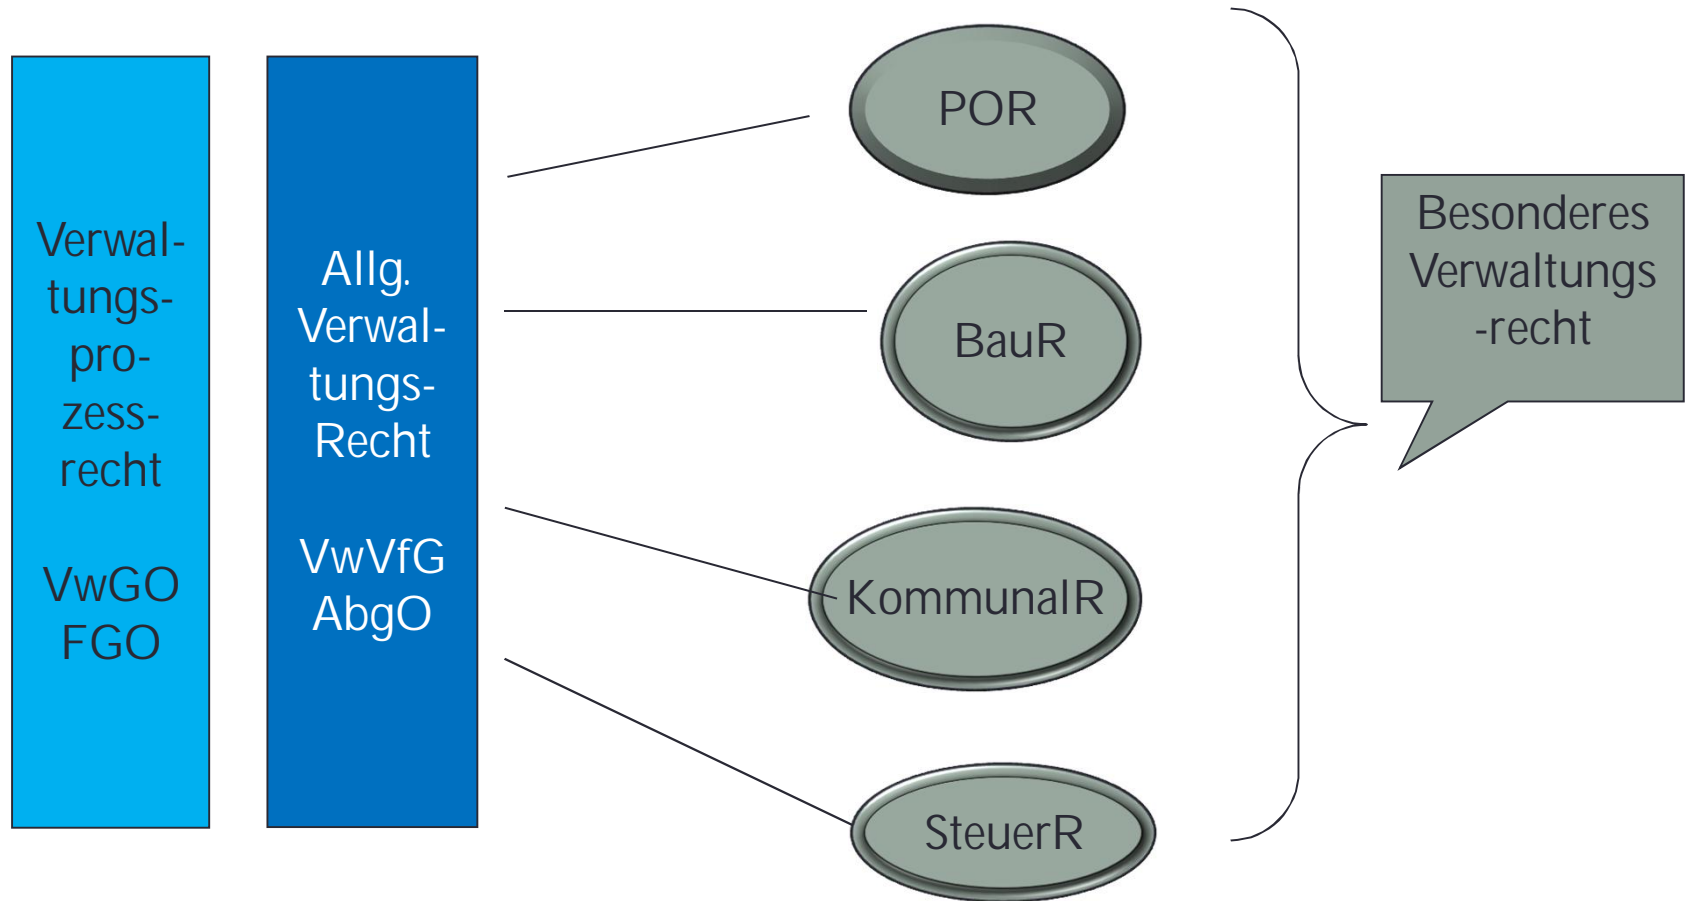 Verwal-
tungs-
pro-
zess-
recht
VwGO
FGO
Allg.
Verwal-
tungs-
Recht
VwVfG
AbgO
POR
BauR
KommunalR
SteuerR
Besonderes
Verwaltungs
-recht